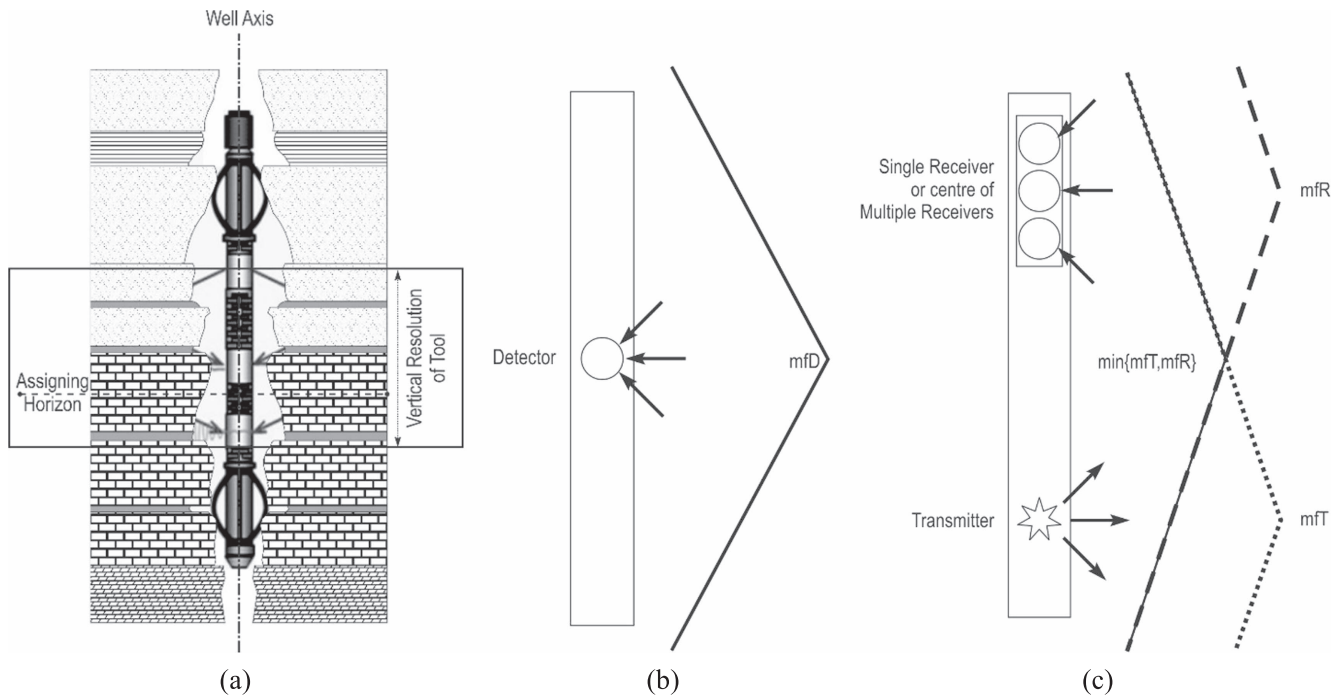 Well Axis
Assigning
Horizon
Vertical Resolution
of Tool
Detector
mfD
Single Receiver
or centre of
Multiple Receivers
mfR
min{mfT,mfR}
Transmitter
mfT
(a)
(b)
(c)